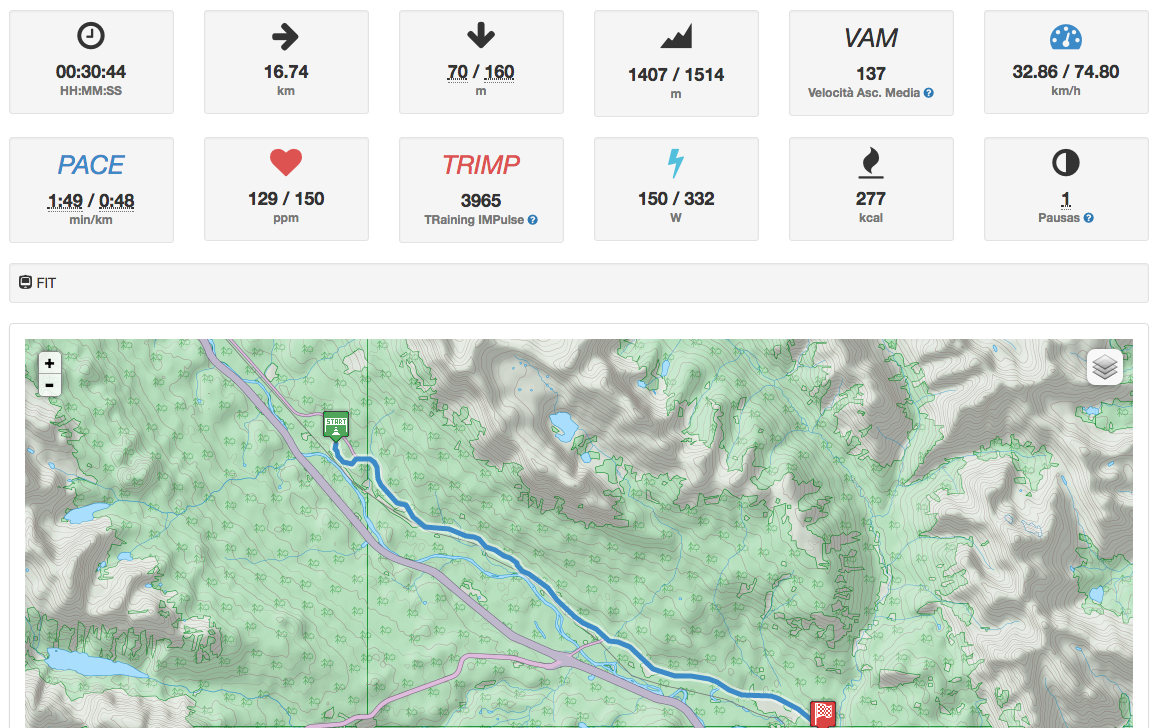 00:30:44
HH:MM:SS
16.74
km
70 / 160
m
1407 / 1514
m
VAM
137
Velocità Asc. Media ?
32.86 / 74.80
km/h
PACE
1:49 / 0:48
min/km
129 / 150
ppm
TRIMP
3965
TRaining IMPulse ?
150 / 332
W
277
kcal
1
Pausas ?
FIT
+
-
START